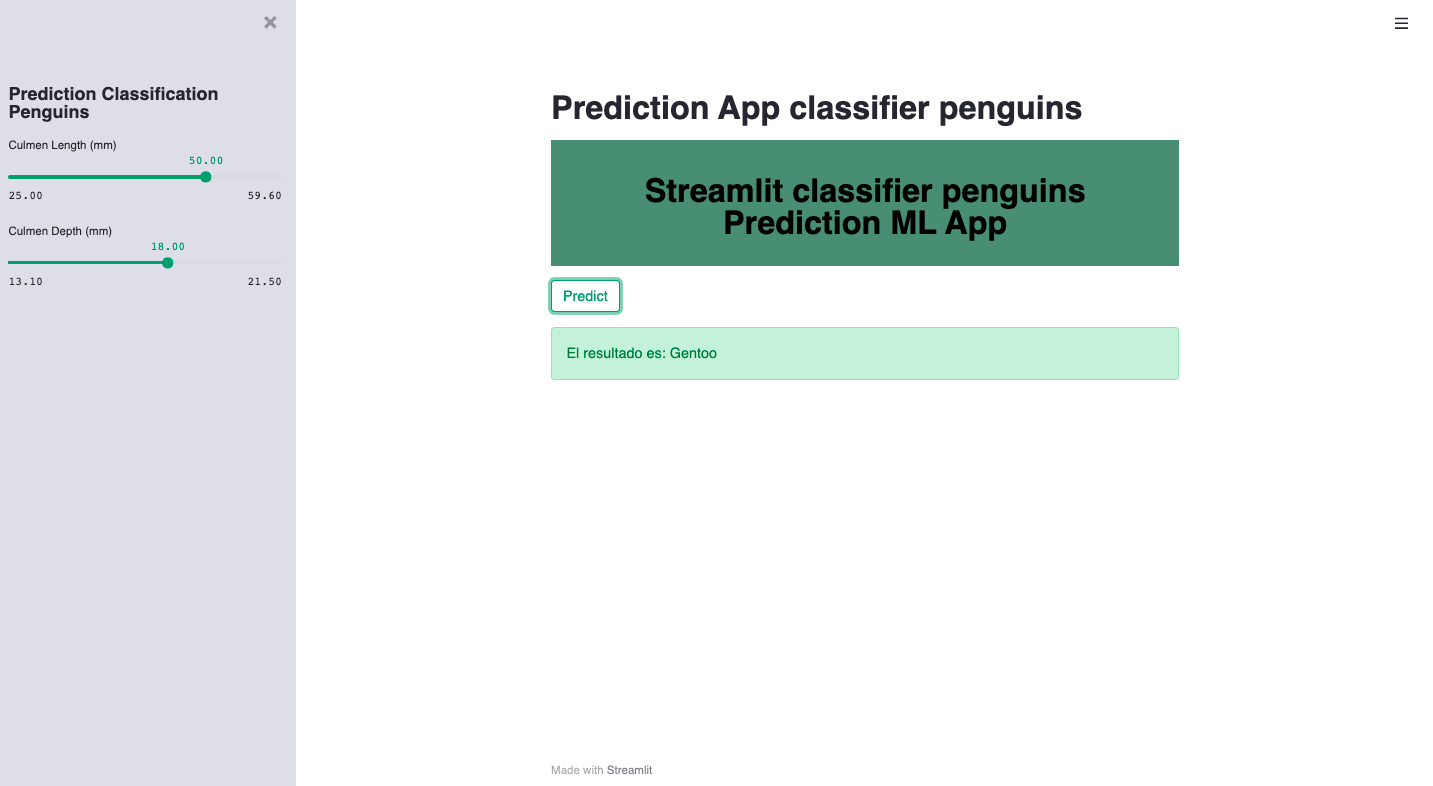 Prediction Classification
Penguins
Culmen Length (mm)
50.00
25.00 59.60
Culmen Depth (mm)
18.00
13.10 21.50
Prediction App classifier penguins
Streamlit classifier penguins
Prediction ML App
Predict
El resultado es: Gentoo
Made with Streamlit